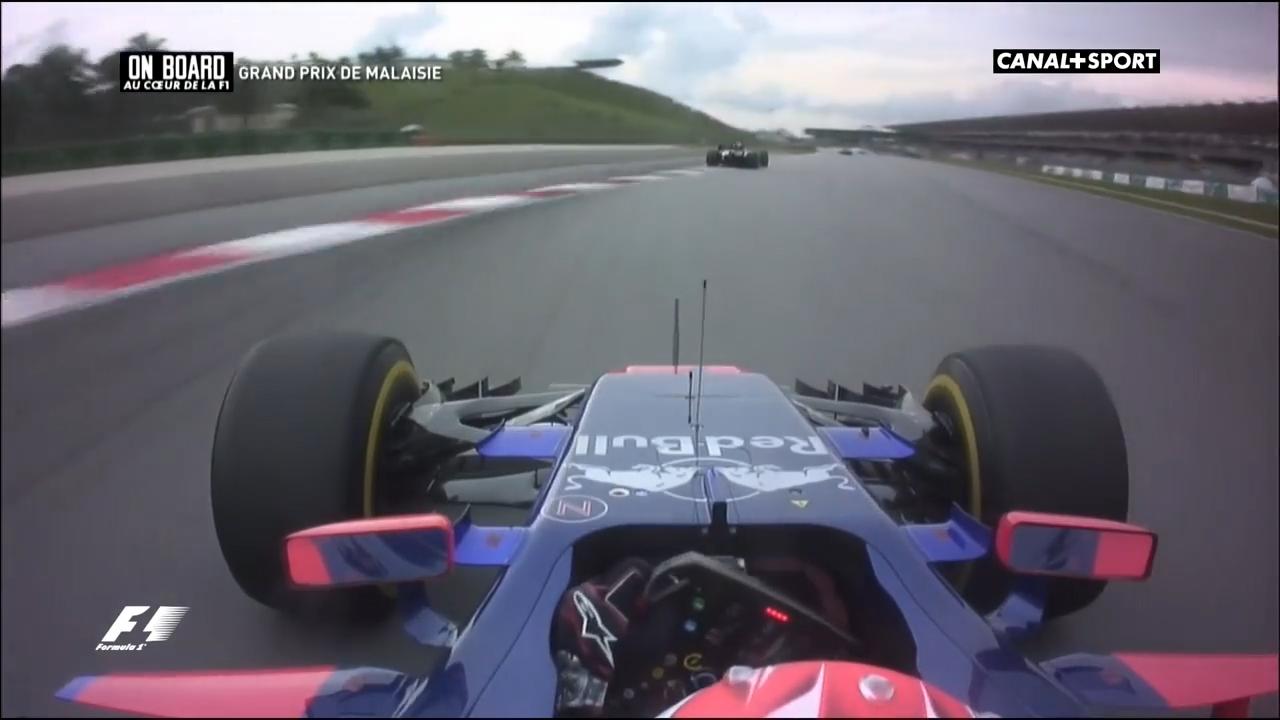 ON BOARD
AU CŒUR DE LA F1
GRAND PRIX DE MALAISIE
CANAL+SPORT
Red Bull
F1
Formula 1